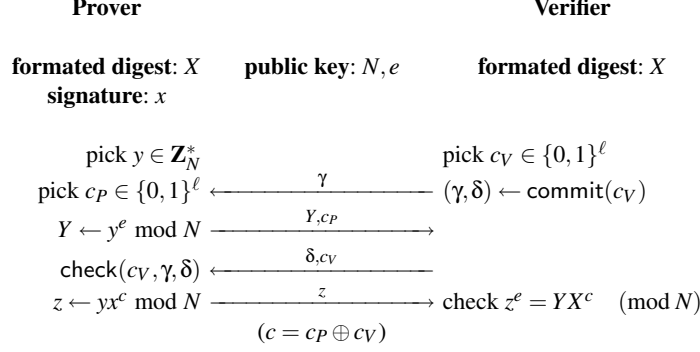 Prover Verifier
formated digest: X public key: N, e formated digest: X
signature: x
pick y ∈ Z*_N pick c_V ∈ {0,1}^ℓ
pick c_P ∈ {0,1}^ℓ γ (γ,δ) ← commit(c_V)
Y ← y^e mod N Y,c_P
check(c_V,γ,δ) δ,c_V
z ← yx^c mod N z check z^e = YX^c (mod N)
(c = c_P ⊕ c_V)